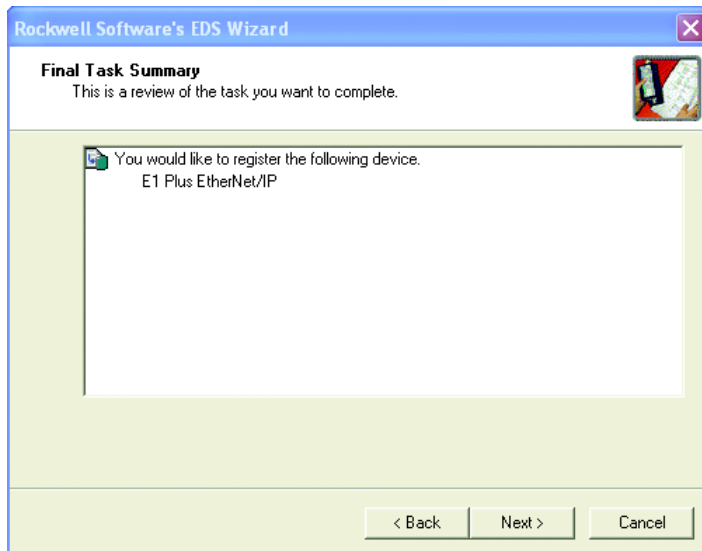 Rockwell Software's EDS Wizard
Final Task Summary
This is a review of the task you want to complete.
You would like to register the following device.
E1 Plus EtherNet/IP
< Back
Next >
Cancel